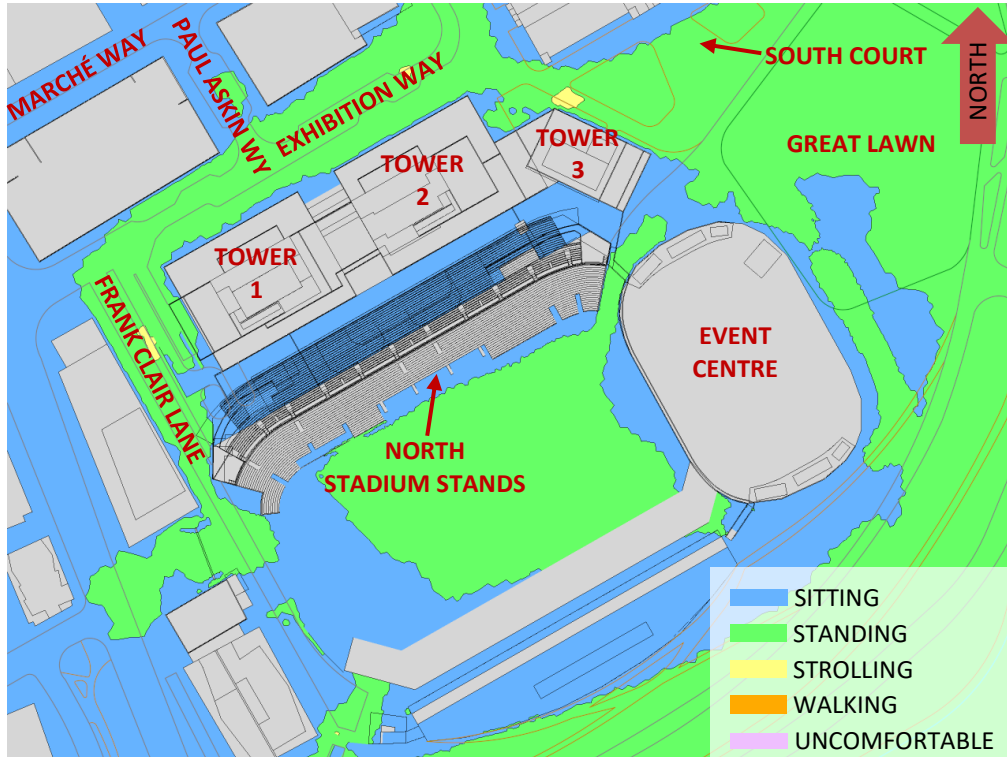 MARCHÉ WAY
PAUL ASKIN WY
EXHIBITION WAY
SOUTH COURT
NORTH
GREAT LAWN
TOWER
3
TOWER
2
TOWER
1
FRANK CLAIR LANE
EVENT
CENTRE
NORTH
STADIUM STANDS
SITTING
STANDING
STROLLING
WALKING
UNCOMFORTABLE